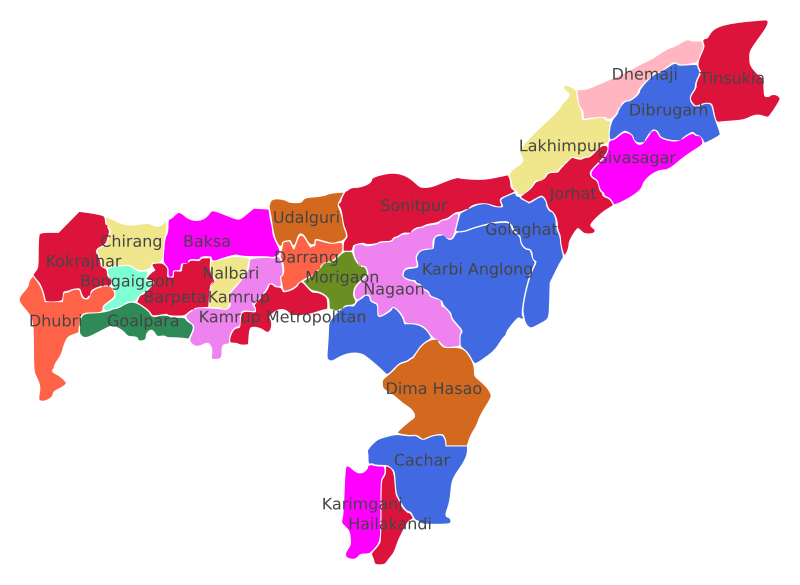 Dhemaji
Tinsukia
Dibrugarh
Lakhimpur
Sivasagar
Jorhat
Sonitpur
Udalguri
Golaghat
Chirang
Baksa
Kokrajhar
Darrang
Karbi Anglong
Bongaigaon
Nalbari
Morigaon
Nagaon
Barpeta
Kamrup
Dhubri
Goalpara
Kamrup Metropolitan
Dima Hasao
Cachar
Karimganj
Hailakandi